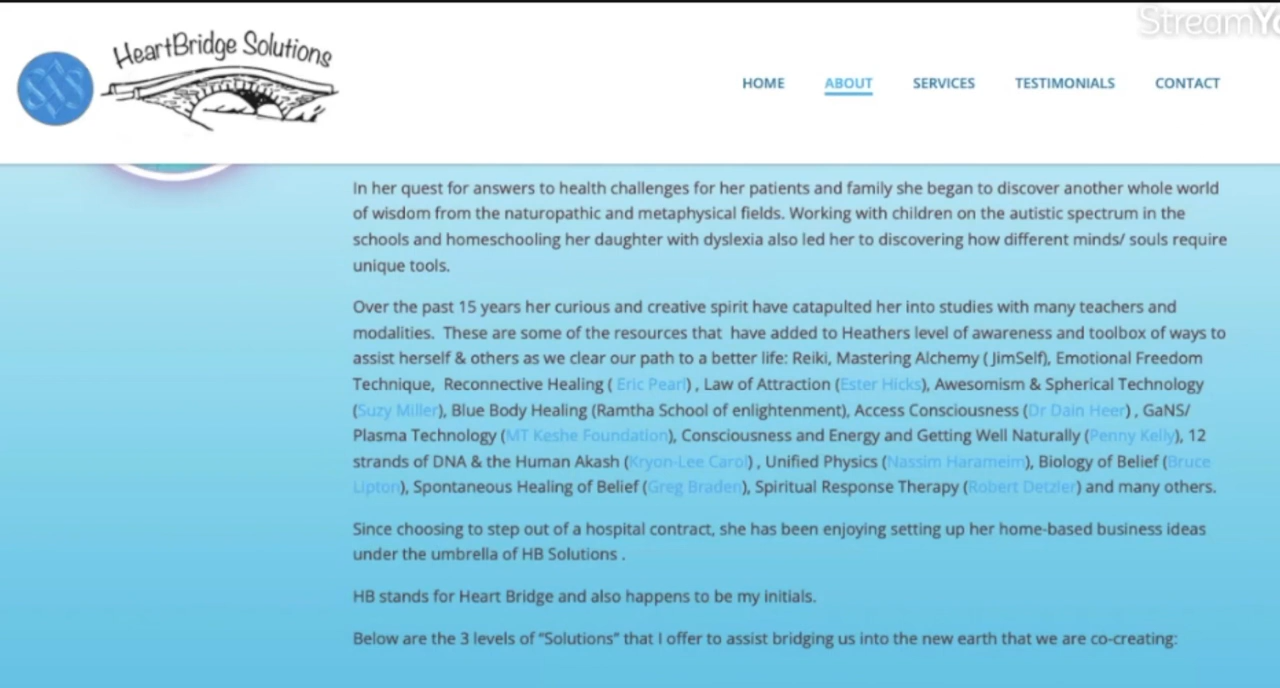 StreamYa
HeartBridge Solutions
HOME ABOUT SERVICES TESTIMONIALS CONTACT
In her quest for answers to health challenges for her patients and family she began to discover another whole world
of wisdom from the naturopathic and metaphysical fields. Working with children on the autistic spectrum in the
schools and homeschooling her daughter with dyslexia also led her to discovering how different minds/ souls require
unique tools.
Over the past 15 years her curious and creative spirit have catapulted her into studies with many teachers and
modalities. These are some of the resources that have added to Heathers level of awareness and toolbox of ways to
assist herself & others as we clear our path to a better life: Reiki, Mastering Alchemy ( JimSelf), Emotional Freedom
Technique, Reconnective Healing ( Eric Pearl) , Law of Attraction (Ester Hicks), Awesomism & Spherical Technology
(Suzy Miller), Blue Body Healing (Ramtha School of enlightenment), Access Consciousness (Dr Dain Heer) , GaNS/
Plasma Technology (MT Keshe Foundation), Consciousness and Energy and Getting Well Naturally (Penny Kelly), 12
strands of DNA & the Human Akash (Kryon-Lee Carol) , Unified Physics (Nassim Harameim), Biology of Belief (Bruce
Lipton), Spontaneous Healing of Belief (Greg Braden), Spiritual Response Therapy (Robert Detzler) and many others.
Since choosing to step out of a hospital contract, she has been enjoying setting up her home-based business ideas
under the umbrella of HB Solutions .
HB stands for Heart Bridge and also happens to be my initials.
Below are the 3 levels of "Solutions" that I offer to assist bridging us into the new earth that we are co-creating: